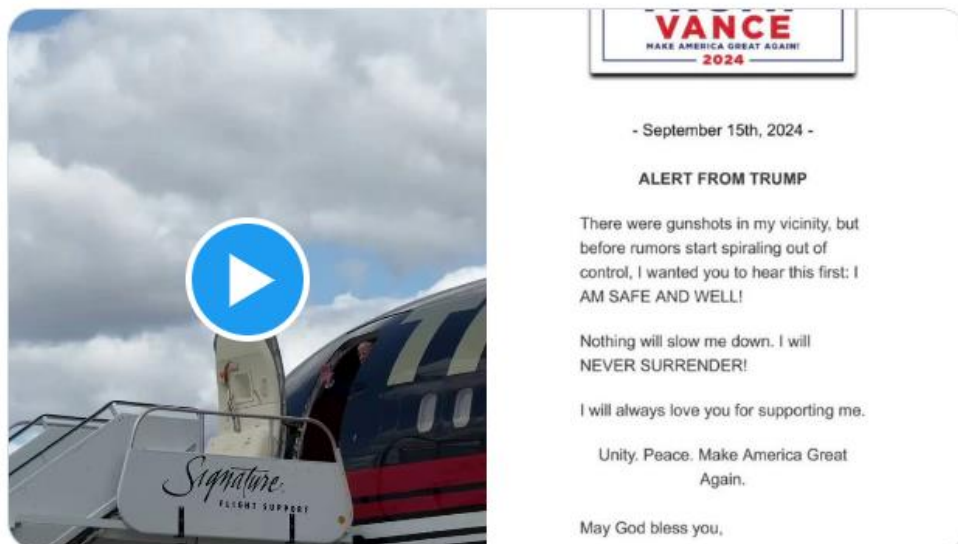 VANCE
MAKE AMERICA GREAT AGAIN!
2024
- September 15th, 2024 -
ALERT FROM TRUMP
There were gunshots in my vicinity, but
before rumors start spiraling out of
control, I wanted you to hear this first: I
AM SAFE AND WELL!
Nothing will slow me down. I will
NEVER SURRENDER!
I will always love you for supporting me.
Unity. Peace. Make America Great
Again.
May God bless you,
Signature
FLIGHT SUPPORT